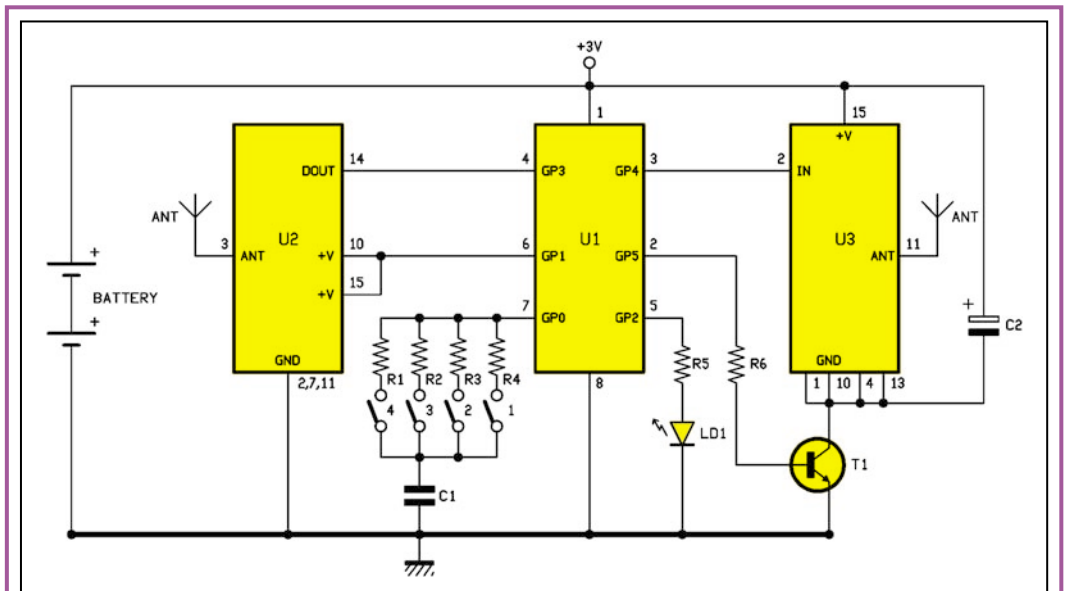 +3V
1
15
+V
DOUT
14
4
GP3
GP4
3
2
IN
ANT
ANT
U2
U1
U3
3
ANT
+V
10
6
GP1
GP5
2
ANT
11
15
+V
+
BATTERY
+
7
GP0
GP2
5
+
C2
GND
2,7,11
R1
R2
R3
R4
8
R5
R6
GND
1
10
4
13
4
3
2
1
LD1
T1
C1